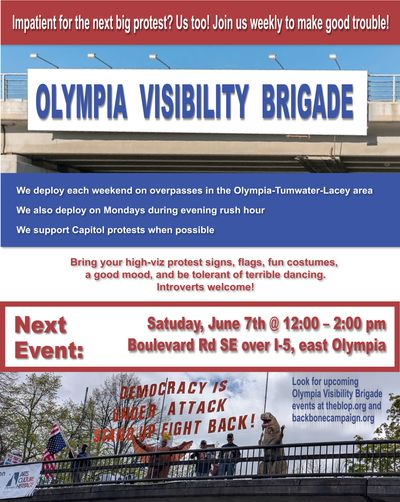 Impatient for the next big protest? Us too! Join us weekly to make good trouble!
OLYMPIA VISIBILITY BRIGADE
We deploy each weekend on overpasses in the Olympia-Tumwater-Lacey area
We also deploy on Mondays during evening rush hour
We support Capitol protests when possible
Bring your high-viz protest signs, flags, fun costumes,
a good mood, and be tolerant of terrible dancing.
Introverts welcome!
Next
Event:
Satuday, June 7th @ 12:00 – 2:00 pm
Boulevard Rd SE over I-5, east Olympia
DEMOCRACY IS
UNDER ATTACK
STAND UP FIGHT BACK!
Look for upcoming
Olympia Visibility Brigade
events at theblop.org and
backbonecampaign.org